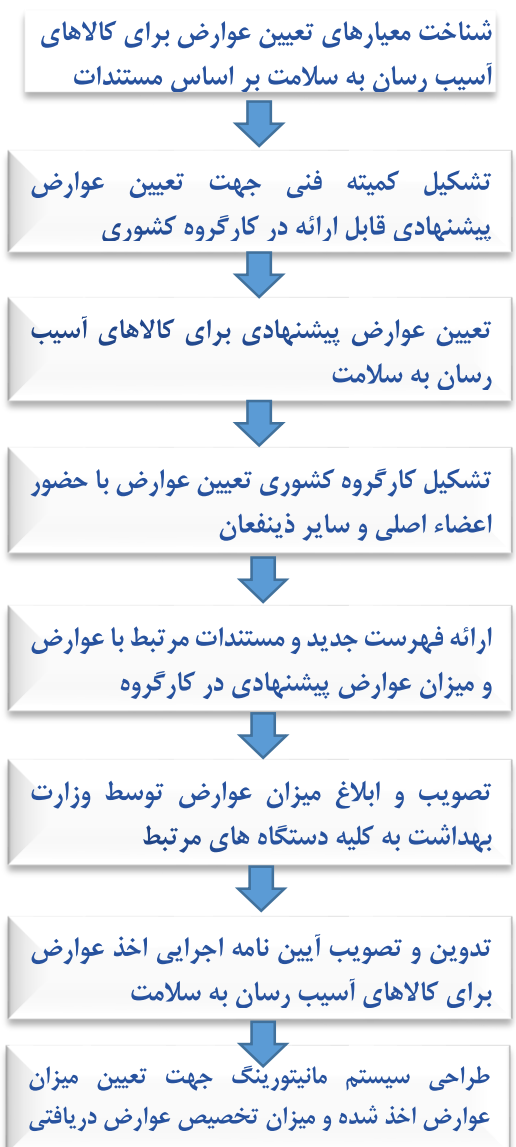 شناخت معیارهای تعیین عوارض برای کالاهای
آسیب رسان به سلامت بر اساس مستندات
تشکیل کمیته فنی جهت تعیین عوارض
پیشنهادی قابل ارائه در کارگروه کشوری
تعیین عوارض پیشنهادی برای کالاهای آسیب
رسان به سلامت
تشکیل کارگروه کشوری تعیین عوارض با حضور
اعضاء اصلی و سایر ذینفعان
ارائه فهرست جدید و مستندات مرتبط با عوارض
و میزان عوارض پیشنهادی در کارگروه
تصویب و ابلاغ میزان عوارض توسط وزارت
بهداشت به کلیه دستگاه های مرتبط
تدوین و تصویب آیین نامه اجرایی اخذ عوارض
برای کالاهای آسیب رسان به سلامت
طراحی سیستم مانیتورینگ جهت تعیین میزان
عوارض اخذ شده و میزان تخصیص عوارض دریافتی